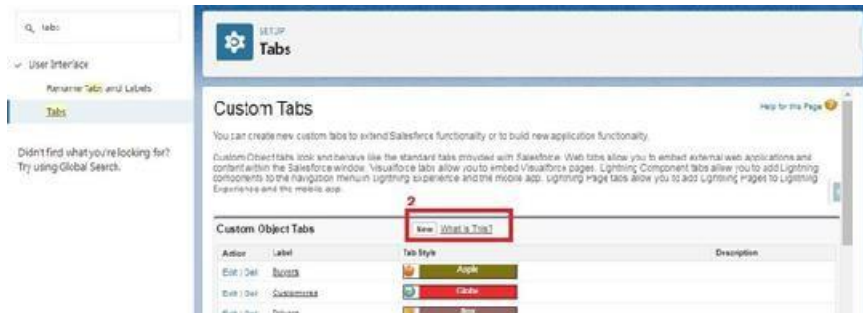 tabs
User Interface
Rename Tabs and Labels
Tabs
Didn't find what you're looking for?
Try using Global Search.
SETUP
Tabs
Custom Tabs
Help for this Page
You can create new custom tabs to extend Salesforce functionality or to build new application functionality.
Custom Object tabs look and behave like the standard tabs provided with Salesforce. Web tabs allow you to embed external web applications and
content within the Salesforce window. Visualforce tabs allow you to embed Visualforce pages. Lightning Component tabs allow you to add Lightning
components to the navigation menu in Lightning Experience and the mobile app. Lightning Page tabs allow you to add Lightning Pages to Lightning
Experience and the mobile app.
2
Custom Object Tabs
New What Is This?
Action Label Tab Style Description
Edit | Del Buyers Apple
Edit | Del Customeres Globe
Edit | Del